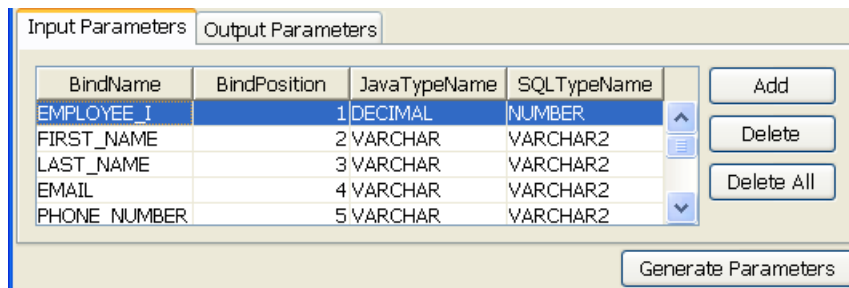 Input Parameters Output Parameters
BindName BindPosition JavaTypeName SQLTypeName Add
EMPLOYEE_I 1 DECIMAL NUMBER
FIRST_NAME 2 VARCHAR VARCHAR2 Delete
LAST_NAME 3 VARCHAR VARCHAR2
EMAIL 4 VARCHAR VARCHAR2 Delete All
PHONE_NUMBER 5 VARCHAR VARCHAR2
Generate Parameters